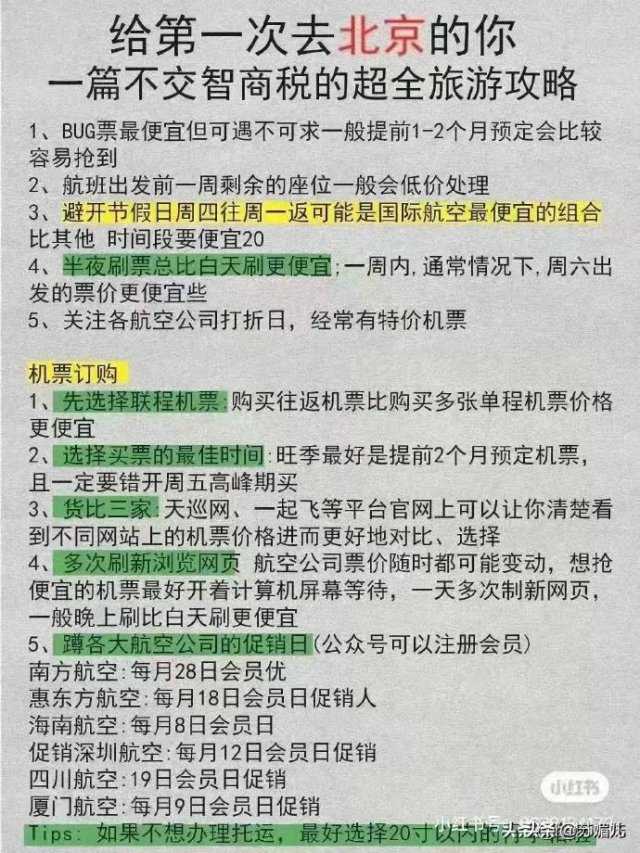 给第一次去北京的你
一篇不交智商税的超全旅游攻略
1、BUG票最便宜但可遇不可求一般提前1-2个月预定会比较
容易抢到
2、航班出发前一周剩余的座位一般会低价处理
3、避开节假日周四往周一返可能是国际航空最便宜的组合
比其他 时间段要便宜20
4、半夜刷票总比白天刷更便宜;一周内,通常情况下,周六出
发的票价更便宜些
5、关注各航空公司打折日，经常有特价机票
机票订购
1、先选择联程机票:购买往返机票比购买多张单程机票价格
更便宜
2、选择买票的最佳时间:旺季最好是提前2个月预定机票,
且一定要错开周五高峰期买
3、货比三家:天巡网、一起飞等平台官网上可以让你清楚看
到不同网站上的机票价格进而更好地对比、选择
4、多次刷新浏览网页 航空公司票价随时都可能变动，想抢
便宜的机票最好开着计算机屏幕等待，一天多次制新网页,
一般晚上刷比白天刷更便宜
5、蹲各大航空公司的促销日(公众号可以注册会员)
南方航空:每月28日会员优
惠东方航空:每月18日会员日促销人
海南航空:每月8日会员日
促销深圳航空:每月12日会员日促销
四川航空:19日会员日促销
厦门航空:每月9日会员日促销
小红书
小红书号:
Tips: 如果不想办理托运，最好选择20寸以内的行李
头条@郑媚妩